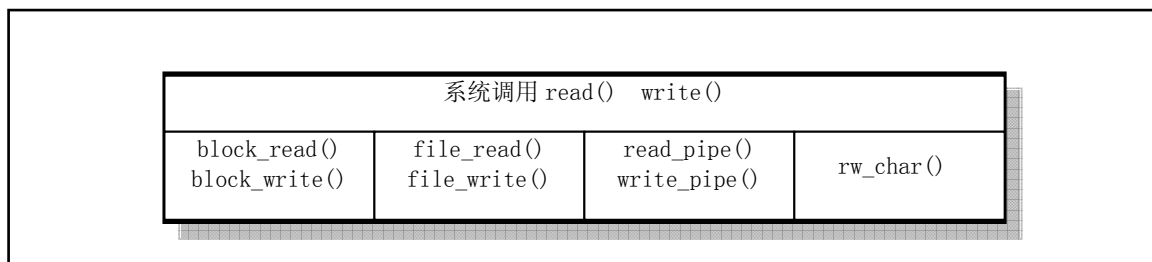 系统调用 read() write()
block_read()
block_write()
file_read()
file_write()
read_pipe()
write_pipe()
rw_char()